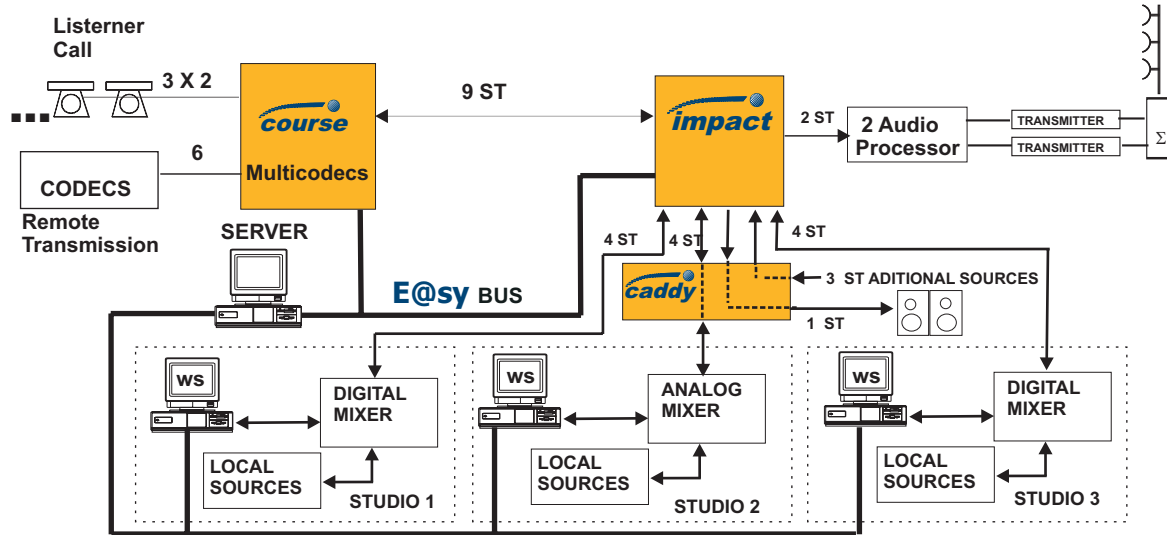 Listerner
Call
3 X 2
9 ST
course
Multicodecs
impact
2 ST
2 Audio
Processor
TRANSMITTER
TRANSMITTER
Σ
6
CODECS
Remote
Transmission
SERVER
4 ST
4 ST
4 ST
caddy
3 ST ADITIONAL SOURCES
1 ST
E@sy BUS
ws
DIGITAL
MIXER
LOCAL
SOURCES
STUDIO 1
ws
ANALOG
MIXER
LOCAL
SOURCES
STUDIO 2
ws
DIGITAL
MIXER
LOCAL
SOURCES
STUDIO 3